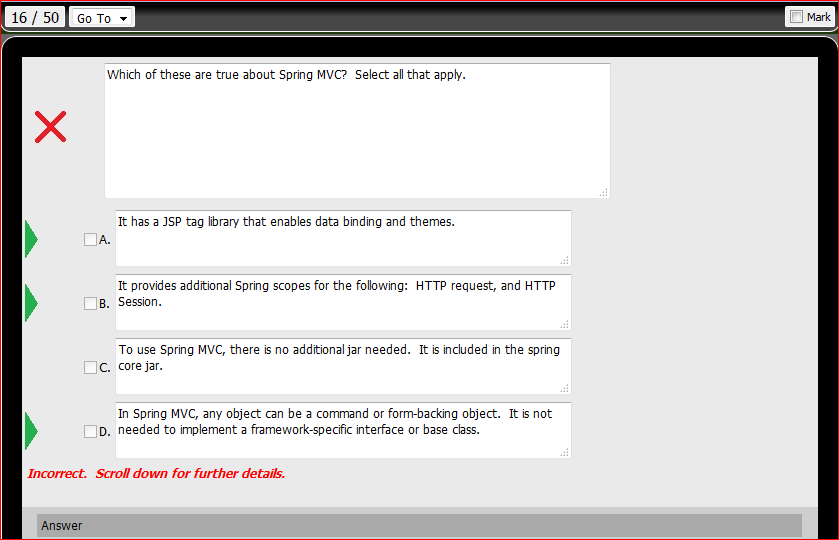 16 / 50 Go To Mark
Which of these are true about Spring MVC?  Select all that apply.
A. It has a JSP tag library that enables data binding and themes.
B. It provides additional Spring scopes for the following:  HTTP request, and HTTP
Session.
C. To use Spring MVC, there is no additional jar needed.  It is included in the spring
core jar.
D. In Spring MVC, any object can be a command or form-backing object.  It is not
needed to implement a framework-specific interface or base class.
Incorrect.  Scroll down for further details.
Answer